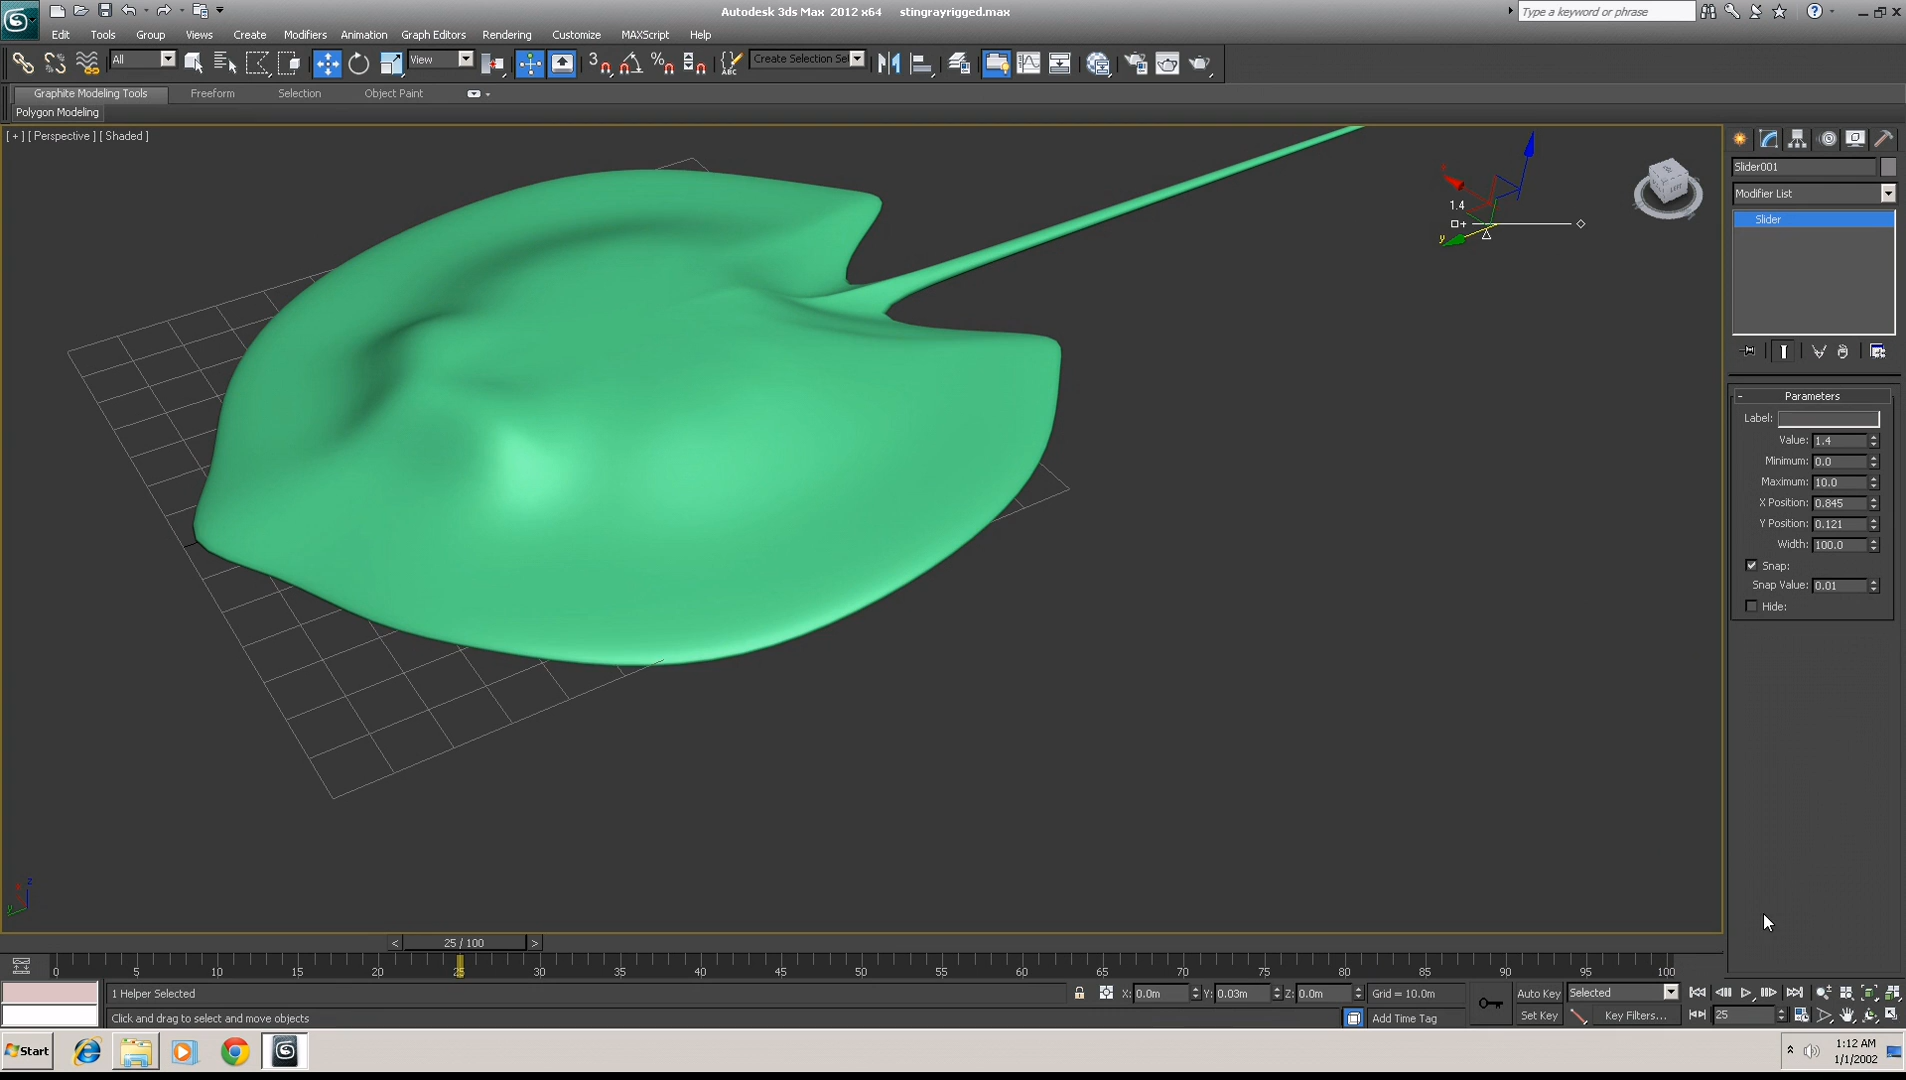 Autodesk 3ds Max 2012 x64 stingrayrigged.max
Type a keyword or phrase
Edit Tools Group Views Create Modifiers Animation Graph Editors Rendering Customize MAXScript Help
All View 3 Create Selection Se ABC
Graphite Modeling Tools Freeform Selection Object Paint
Polygon Modeling
[ + ] [ Perspective ] [ Shaded ]
Slider001
Modifier List
Slider
1.4
y
Parameters
Label:
Value: 1.4
Minimum: 0.0
Maximum: 10.0
X Position: 0.845
Y Position: 0.121
Width: 100.0
Snap:
Snap Value: 0.01
Hide:
z
x
y
< 25 / 100 >
0 5 10 15 20 25 30 35 40 45 50 55 60 65 70 75 80 85 90 95 100
1 Helper Selected X: 0.0m Y: 0.03m Z: 0.0m Grid = 10.0m Auto Key Selected
Click and drag to select and move objects Add Time Tag Set Key Key Filters... 25
Start
1:12 AM
1/1/2002